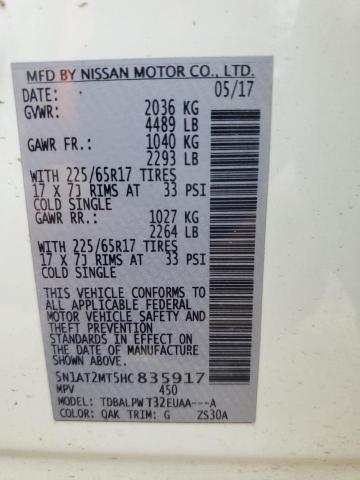 MFD BY NISSAN MOTOR CO., LTD.
DATE: 05/17
GVWR: 2036 KG
4489 LB
GAWR FR.: 1040 KG
2293 LB
WITH 225/65R17 TIRES
17 X 7J RIMS AT 33 PSI
COLD SINGLE
GAWR RR.: 1027 KG
2264 LB
WITH 225/65R17 TIRES
17 X 7J RIMS AT 33 PSI
COLD SINGLE
THIS VEHICLE CONFORMS TO
ALL APPLICABLE FEDERAL
MOTOR VEHICLE SAFETY AND
THEFT PREVENTION
STANDARDS IN EFFECT ON
THE DATE OF MANUFACTURE
SHOWN ABOVE.
5N1AT2MT5HC835917
MPV 450
MODEL: TDBALPWT32EUAA---A
COLOR: QAK TRIM: G ZS30A